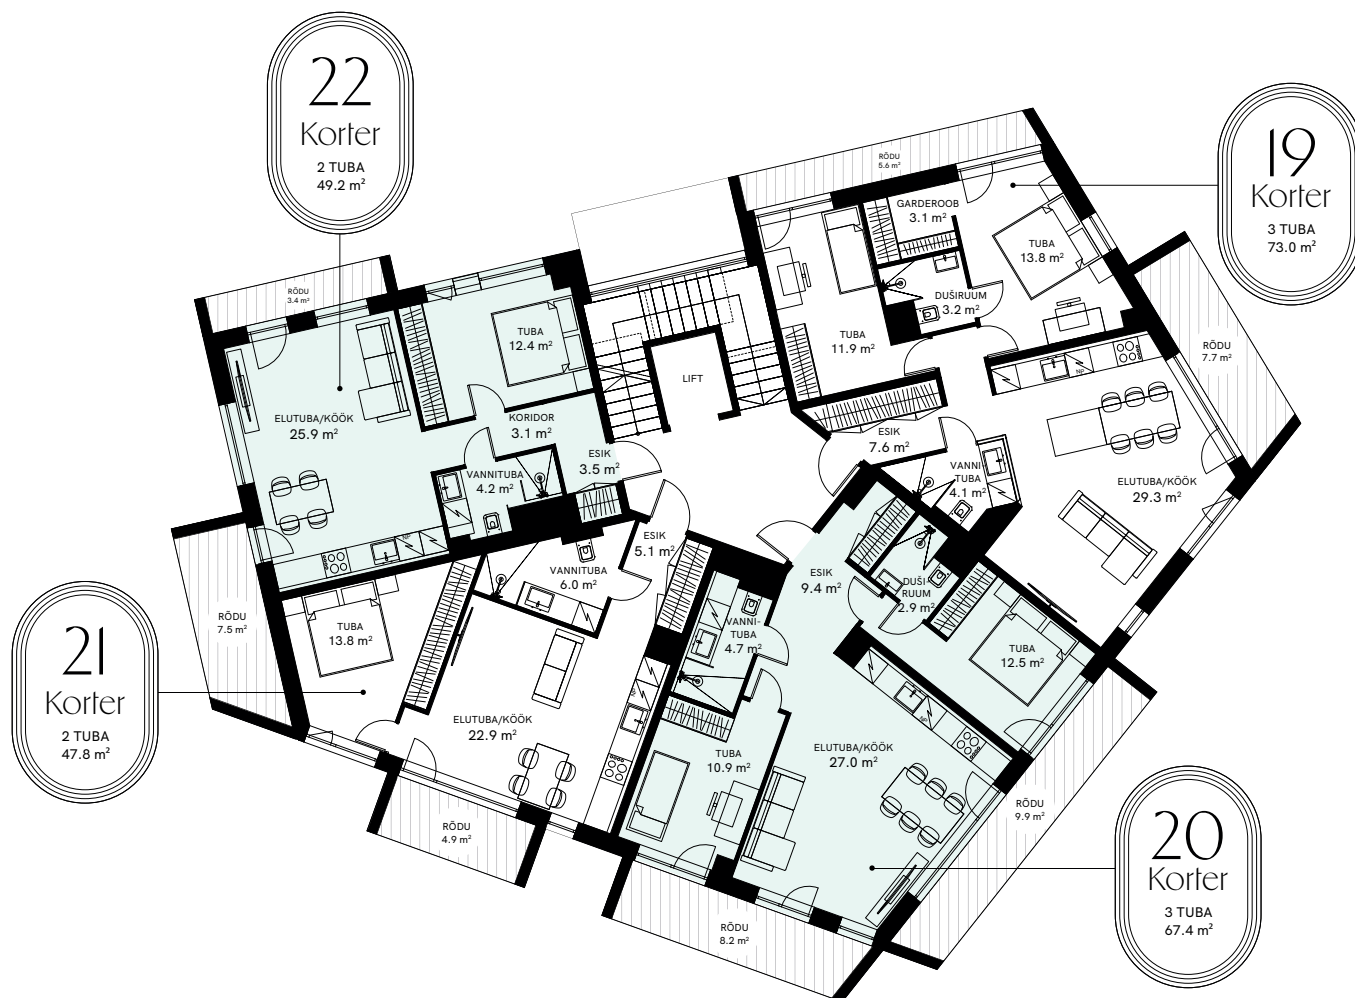 22
Korter
2 TUBA
49.2 m²
19
Korter
3 TUBA
73.0 m²
RÕDU
5.6 m²
GARDEROOB
3.1 m²
TUBA
13.8 m²
DUŠIRUUM
3.2 m²
TUBA
11.9 m²
RÕDU
7.7 m²
RÕDU
3.4 m²
TUBA
12.4 m²
LIFT
ELUTUBA/KÖÖK
25.9 m²
KORIDOR
3.1 m²
ESIK
3.5 m²
VANNITUBA
4.2 m²
NP
ESIK
7.6 m²
VANNI
TUBA
4.1 m²
NP
ELUTUBA/KÖÖK
29.3 m²
21
Korter
2 TUBA
47.8 m²
RÕDU
7.5 m²
TUBA
13.8 m²
VANNITUBA
6.0 m²
ESIK
5.1 m²
ELUTUBA/KÖÖK
22.9 m²
NP
RÕDU
4.9 m²
ESIK
9.4 m²
DUŠI-
RUUM
2.9 m²
VANNI-
TUBA
4.7 m²
TUBA
12.5 m²
TUBA
10.9 m²
ELUTUBA/KÖÖK
27.0 m²
NP
RÕDU
9.9 m²
RÕDU
8.2 m²
20
Korter
3 TUBA
67.4 m²